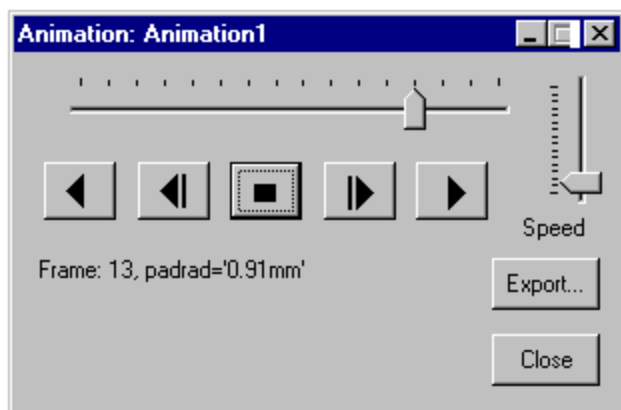 Animation: Animation1
Speed
Frame: 13, padrad='0.91mm'
Export...
Close